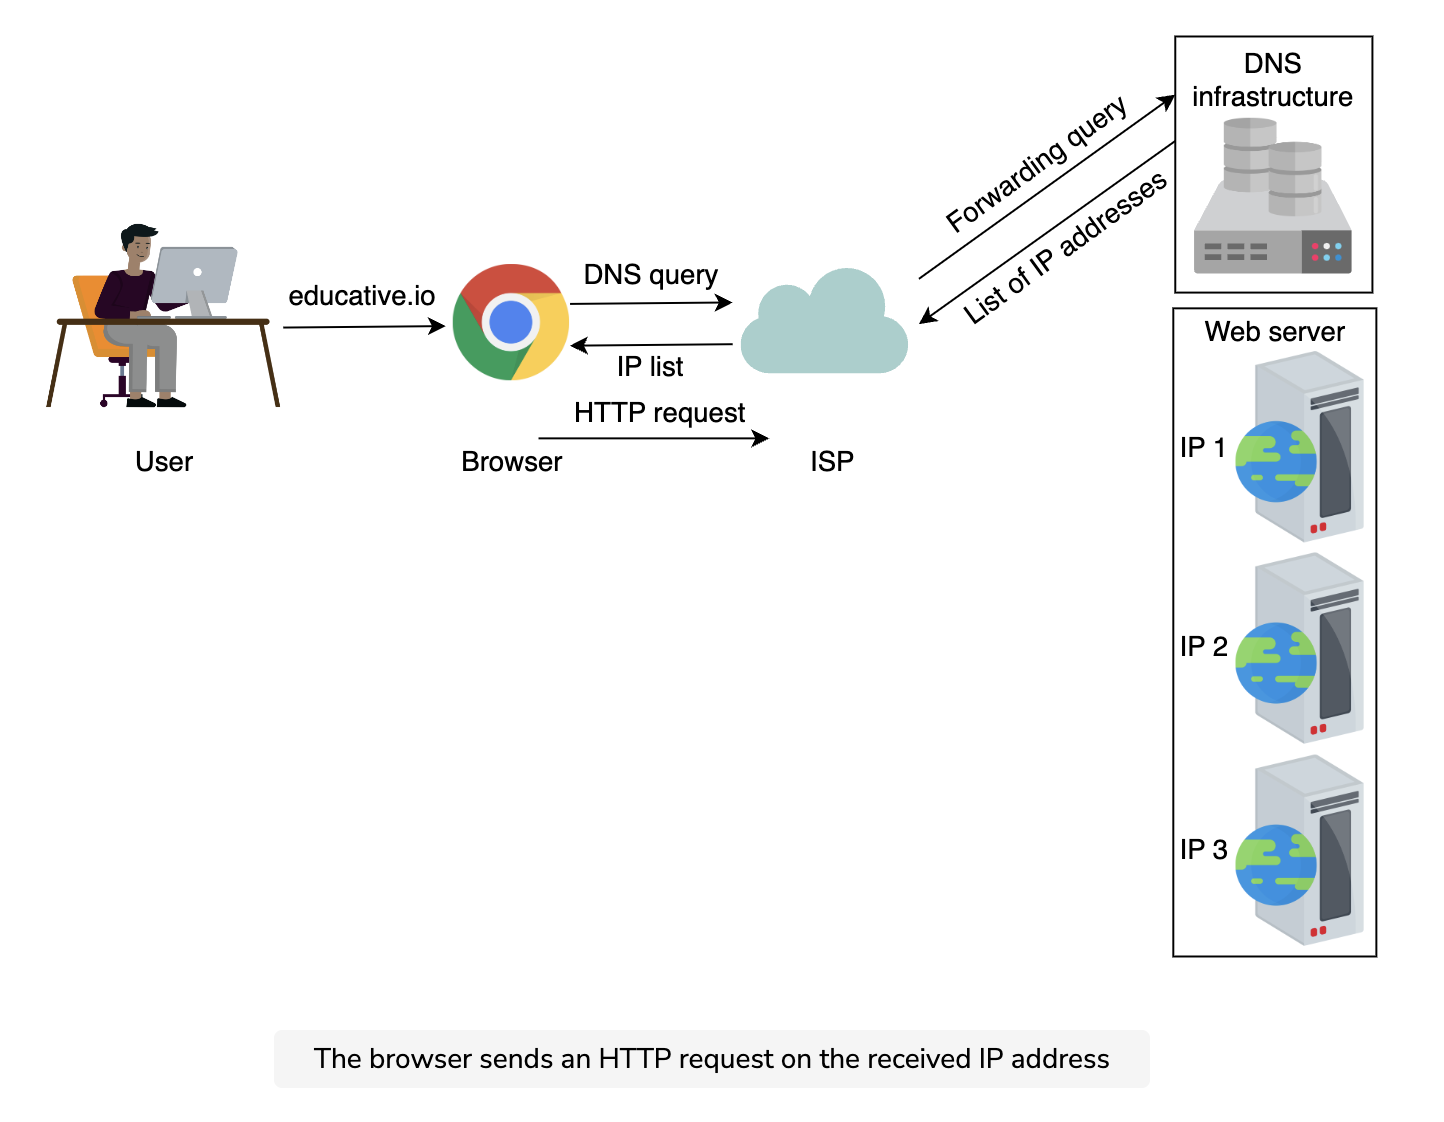 DNS
infrastructure
Forwarding query
List of IP addresses
educative.io
DNS query
IP list
HTTP request
User
Browser
ISP
Web server
IP 1
IP 2
IP 3
The browser sends an HTTP request on the received IP address